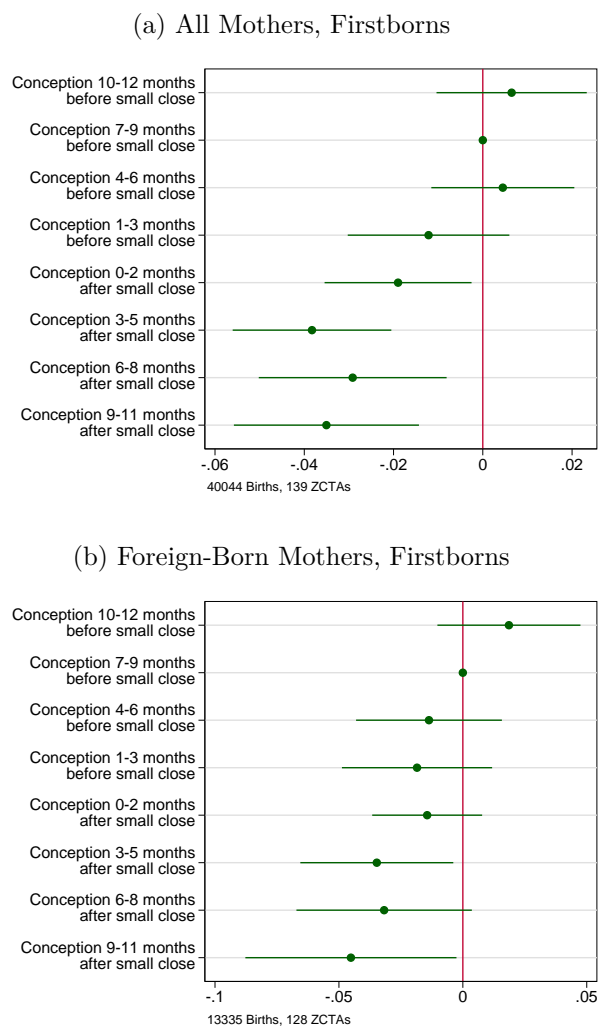 (a) All Mothers, Firstborns
Conception 10-12 months
before small close
Conception 7-9 months
before small close
Conception 4-6 months
before small close
Conception 1-3 months
before small close
Conception 0-2 months
after small close
Conception 3-5 months
after small close
Conception 6-8 months
after small close
Conception 9-11 months
after small close
-.06 -.04 -.02 0 .02
40044 Births, 139 ZCTAs
(b) Foreign-Born Mothers, Firstborns
Conception 10-12 months
before small close
Conception 7-9 months
before small close
Conception 4-6 months
before small close
Conception 1-3 months
before small close
Conception 0-2 months
after small close
Conception 3-5 months
after small close
Conception 6-8 months
after small close
Conception 9-11 months
after small close
-.1 -.05 0 .05
13335 Births, 128 ZCTAs